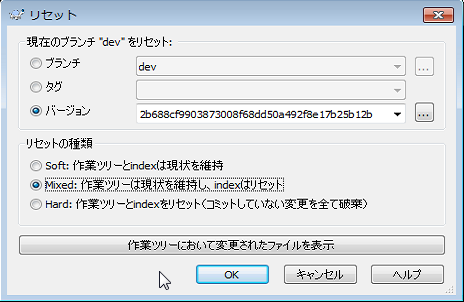 リセット
現在のブランチ "dev" をリセット:
ブランチ
dev
...
タグ
バージョン
2b688cf9903873008f68dd50a492f8e17b25b12b
...
リセットの種類
Soft: 作業ツリーとindexは現状を維持
Mixed: 作業ツリーは現状を維持し、indexはリセット
Hard: 作業ツリーとindexをリセット(コミットしていない変更を全て破棄)
作業ツリーにおいて変更されたファイルを表示
OK
キャンセル
ヘルプ